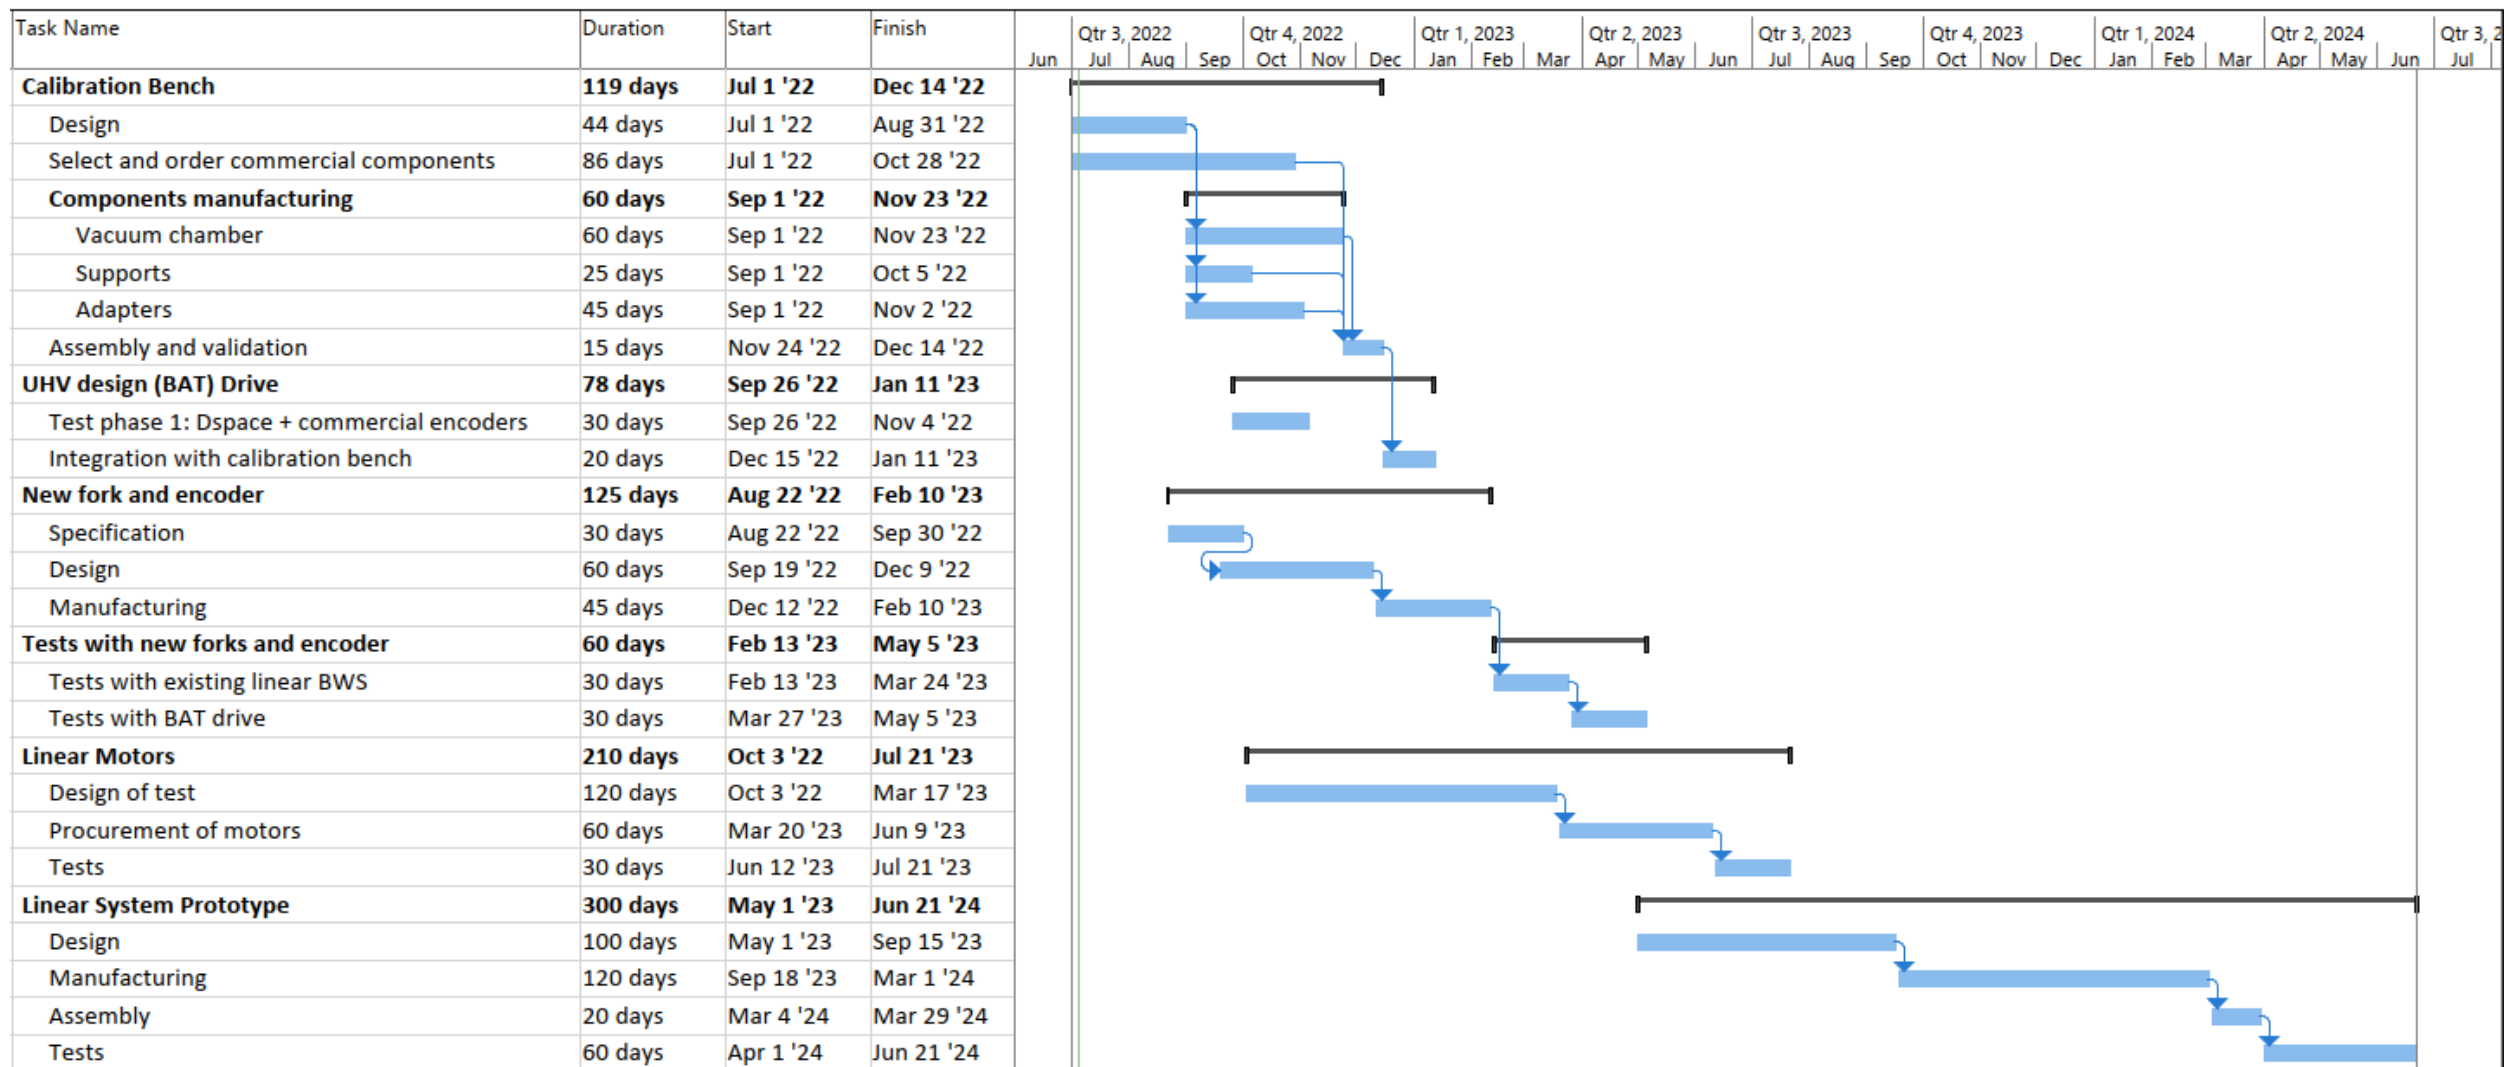 Task Name Duration Start Finish Qtr 3, 2022 Qtr 4, 2022 Qtr 1, 2023 Qtr 2, 2023 Qtr 3, 2023 Qtr 4, 2023 Qtr 1, 2024 Qtr 2, 2024 Qtr 3, 2
Jun Jul Aug Sep Oct Nov Dec Jan Feb Mar Apr May Jun Jul Aug Sep Oct Nov Dec Jan Feb Mar Apr May Jun Jul
Calibration Bench 119 days Jul 1 '22 Dec 14 '22
Design 44 days Jul 1 '22 Aug 31 '22
Select and order commercial components 86 days Jul 1 '22 Oct 28 '22
Components manufacturing 60 days Sep 1 '22 Nov 23 '22
Vacuum chamber 60 days Sep 1 '22 Nov 23 '22
Supports 25 days Sep 1 '22 Oct 5 '22
Adapters 45 days Sep 1 '22 Nov 2 '22
Assembly and validation 15 days Nov 24 '22 Dec 14 '22
UHV design (BAT) Drive 78 days Sep 26 '22 Jan 11 '23
Test phase 1: Dspace + commercial encoders 30 days Sep 26 '22 Nov 4 '22
Integration with calibration bench 20 days Dec 15 '22 Jan 11 '23
New fork and encoder 125 days Aug 22 '22 Feb 10 '23
Specification 30 days Aug 22 '22 Sep 30 '22
Design 60 days Sep 19 '22 Dec 9 '22
Manufacturing 45 days Dec 12 '22 Feb 10 '23
Tests with new forks and encoder 60 days Feb 13 '23 May 5 '23
Tests with existing linear BWS 30 days Feb 13 '23 Mar 24 '23
Tests with BAT drive 30 days Mar 27 '23 May 5 '23
Linear Motors 210 days Oct 3 '22 Jul 21 '23
Design of test 120 days Oct 3 '22 Mar 17 '23
Procurement of motors 60 days Mar 20 '23 Jun 9 '23
Tests 30 days Jun 12 '23 Jul 21 '23
Linear System Prototype 300 days May 1 '23 Jun 21 '24
Design 100 days May 1 '23 Sep 15 '23
Manufacturing 120 days Sep 18 '23 Mar 1 '24
Assembly 20 days Mar 4 '24 Mar 29 '24
Tests 60 days Apr 1 '24 Jun 21 '24